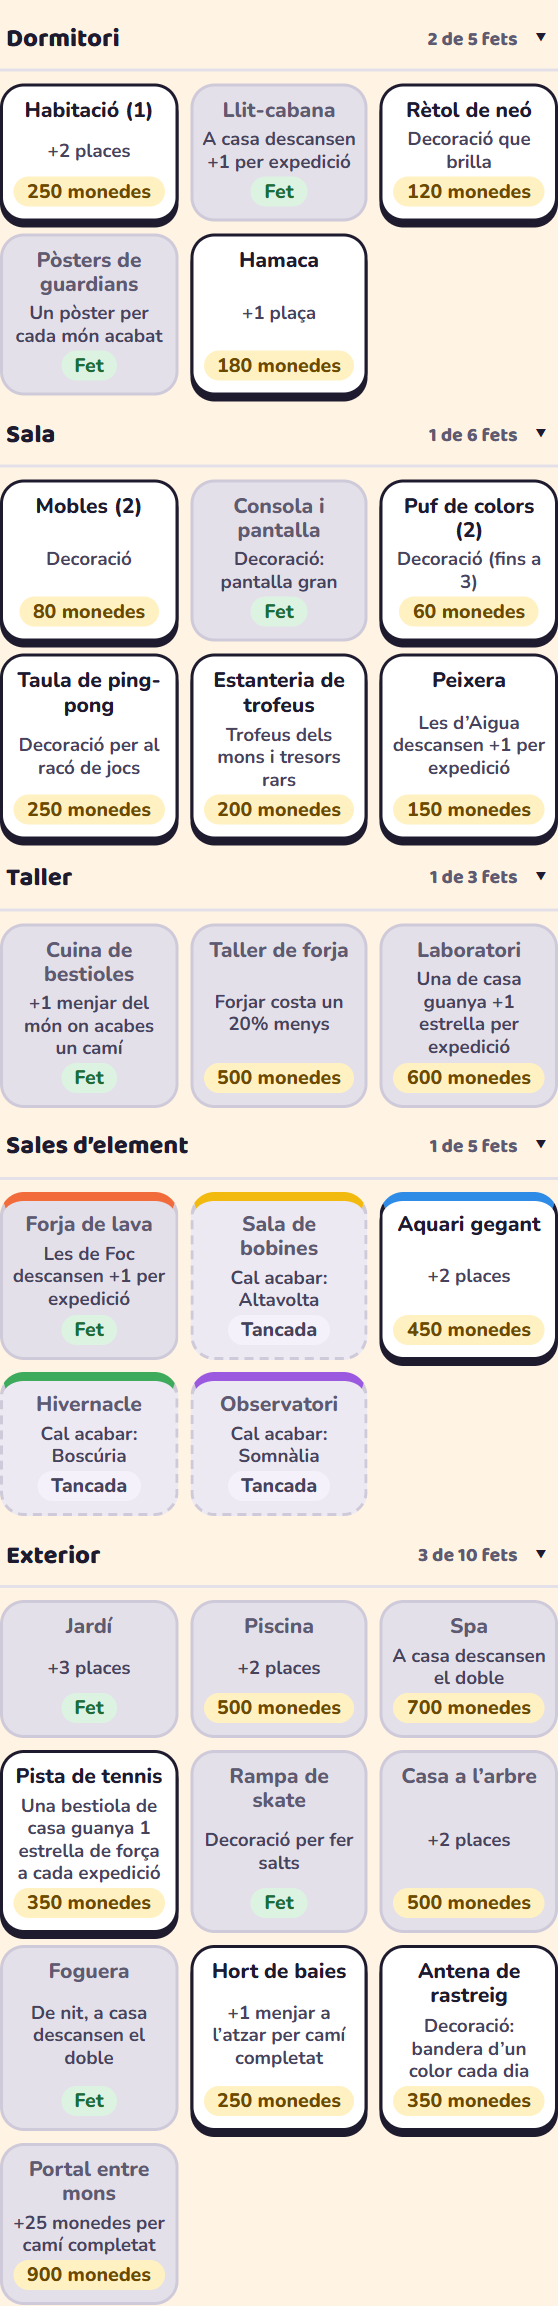 Dormitori
2 de 5 fets ▼
Habitació (1)
+2 places
250 monedes
Llit-cabana
A casa descansen
+1 per expedició
Fet
Rètol de neó
Decoració que
brilla
120 monedes
Pòsters de
guardians
Un pòster per
cada món acabat
Fet
Hamaca
+1 plaça
180 monedes
Sala
1 de 6 fets ▼
Mobles (2)
Decoració
80 monedes
Consola i
pantalla
Decoració:
pantalla gran
Fet
Puf de colors
(2)
Decoració (fins a
3)
60 monedes
Taula de ping-
pong
Decoració per al
racó de jocs
250 monedes
Estanteria de
trofeus
Trofeus dels
mons i tresors
rars
200 monedes
Peixera
Les d’Aigua
descansen +1 per
expedició
150 monedes
Taller
1 de 3 fets ▼
Cuina de
bestioles
+1 menjar del
món on acabes
un camí
Fet
Taller de forja
Forjar costa un
20% menys
500 monedes
Laboratori
Una de casa
guanya +1
estrella per
expedició
600 monedes
Sales d’element
1 de 5 fets ▼
Forja de lava
Les de Foc
descansen +1 per
expedició
Fet
Sala de
bobines
Cal acabar:
Altavolta
Tancada
Aquari gegant
+2 places
450 monedes
Hivernacle
Cal acabar:
Boscúria
Tancada
Observatori
Cal acabar:
Somnàlia
Tancada
Exterior
3 de 10 fets ▼
Jardí
+3 places
Fet
Piscina
+2 places
500 monedes
Spa
A casa descansen
el doble
700 monedes
Pista de tennis
Una bestiola de
casa guanya 1
estrella de força
a cada expedició
350 monedes
Rampa de
skate
Decoració per fer
salts
Fet
Casa a l’arbre
+2 places
500 monedes
Foguera
De nit, a casa
descansen el
doble
Fet
Hort de baies
+1 menjar a
l’atzar per camí
completat
250 monedes
Antena de
rastreig
Decoració:
bandera d’un
color cada dia
350 monedes
Portal entre
mons
+25 monedes per
camí completat
900 monedes